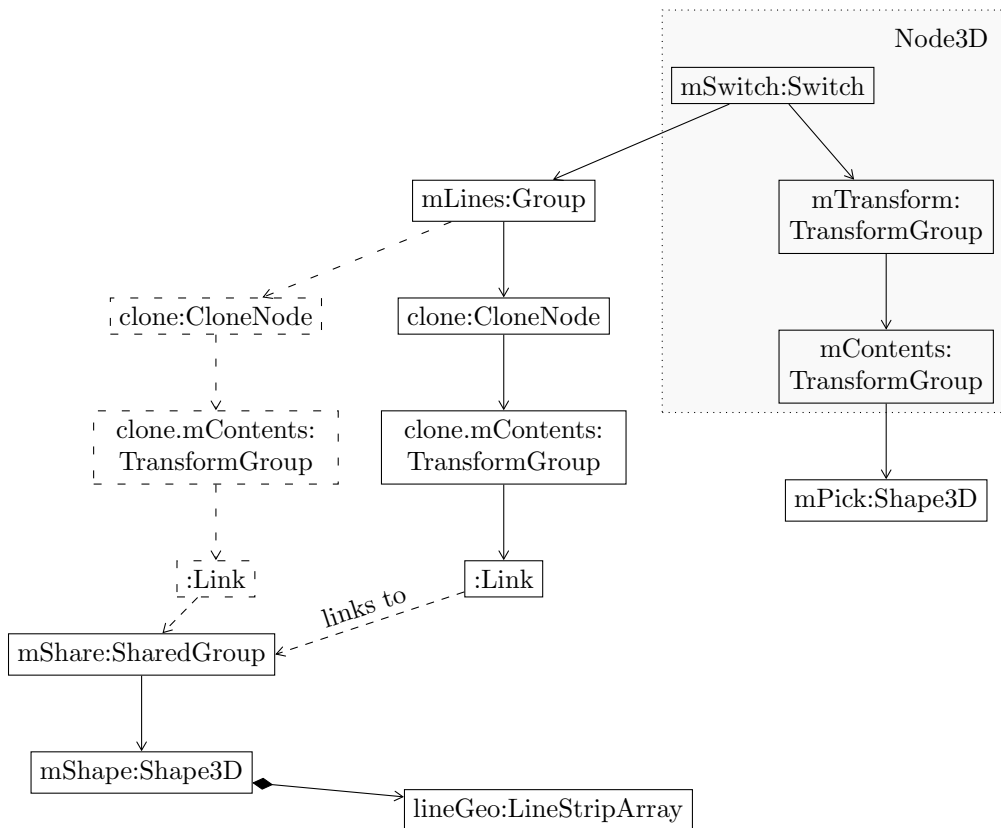 Node3D
mSwitch:Switch
mLines:Group
mTransform:
TransformGroup
clone:CloneNode
clone:CloneNode
mContents:
TransformGroup
clone.mContents:
TransformGroup
clone.mContents:
TransformGroup
mPick:Shape3D
:Link
:Link
links to
mShare:SharedGroup
mShape:Shape3D
lineGeo:LineStripArray